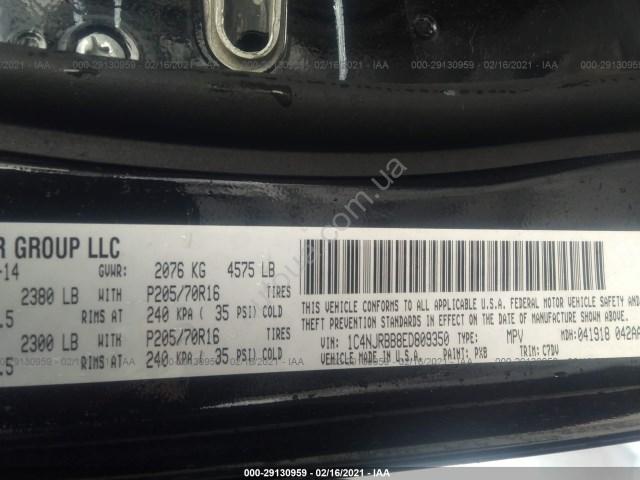 000-29130959 - 02/16/2021 - IAA
R GROUP LLC
-14 GVWR: 2076 KG 4575 LB
2380 LB WITH P205/70R16 TIRES
.5 RIMS AT 240 KPA ( 35 PSI) COLD
2300 LB WITH P205/70R16 TIRES
.5 RIMS AT 240 KPA ( 35 PSI) COLD
THIS VEHICLE CONFORMS TO ALL APPLICABLE U.S.A. FEDERAL MOTOR VEHICLE SAFETY
THEFT PREVENTION STANDARDS IN EFFECT ON THE DATE OF MANUFACTURE SHOWN ABOVE
VIN: 1C4NJRBB8ED809350 TYPE: MPV MDH: 041918 042AA
VEHICLE MADE IN U.S.A. PAINT: PXB TRIM: C7DV
000-29130959 - 02/16/2021 - IAA